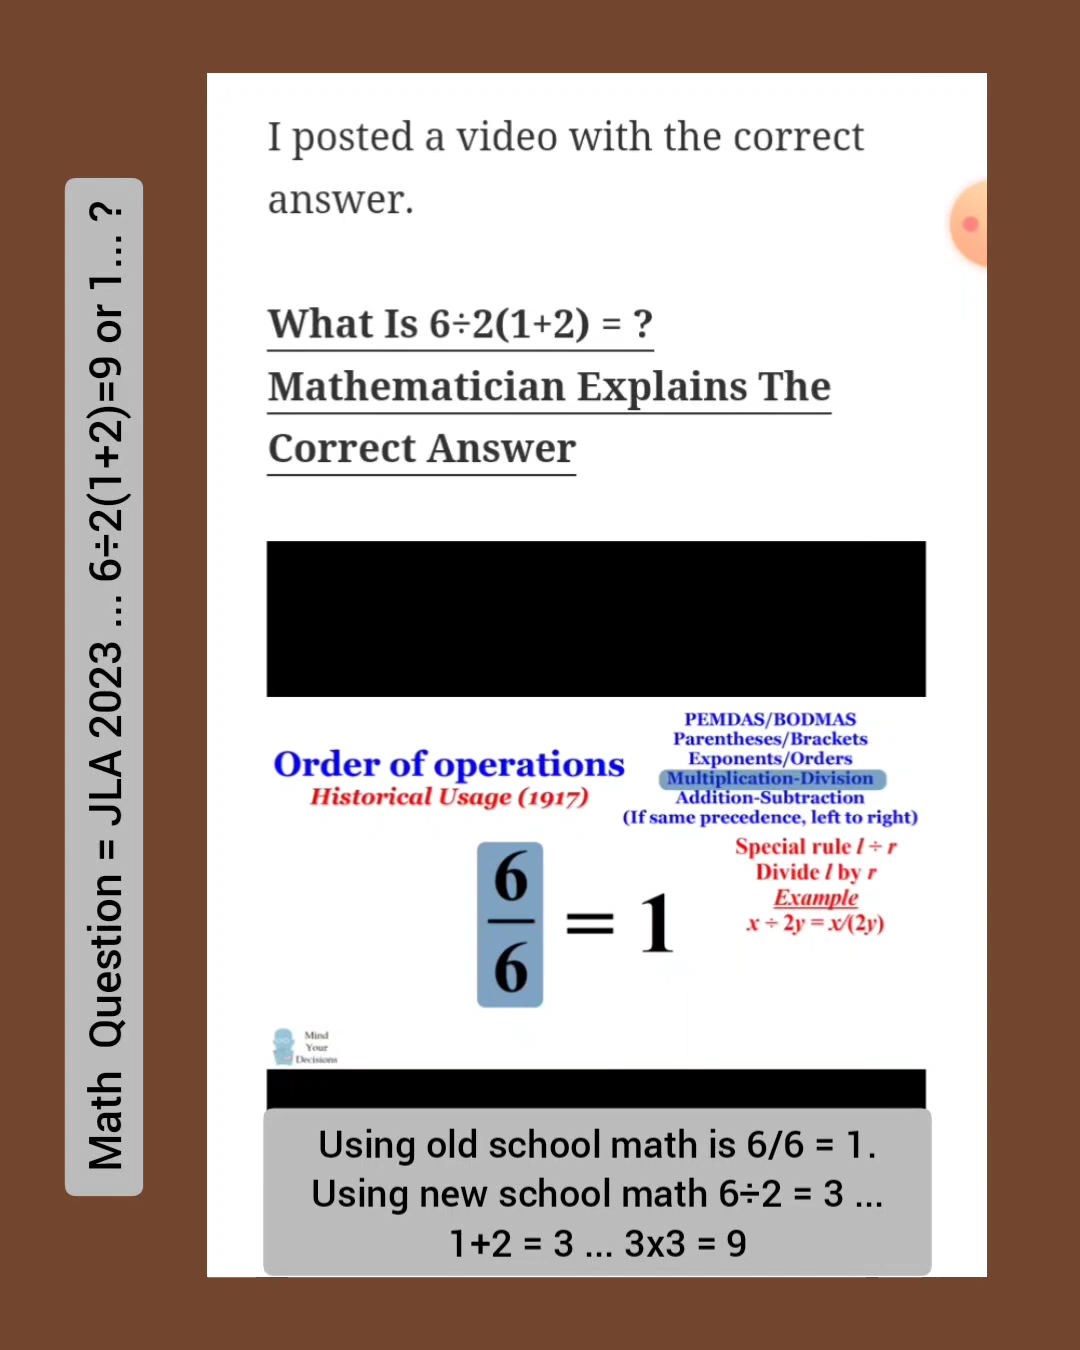 Math Question = JLA 2023 ... 6÷2(1+2)=9 or 1... ?
I posted a video with the correct
answer.
What Is 6÷2(1+2) = ?
Mathematician Explains The
Correct Answer
Order of operations
Historical Usage (1917)
PEMDAS/BODMAS
Parentheses/Brackets
Exponents/Orders
Multiplication-Division
Addition-Subtraction
(If same precedence, left to right)
Special rule l ÷ r
Divide l by r
Example
x ÷ 2y = x/(2y)
6
= 1
6
Mind
Your
Decisions
Using old school math is 6/6 = 1.
Using new school math 6÷2 = 3 ...
1+2 = 3 ... 3x3 = 9